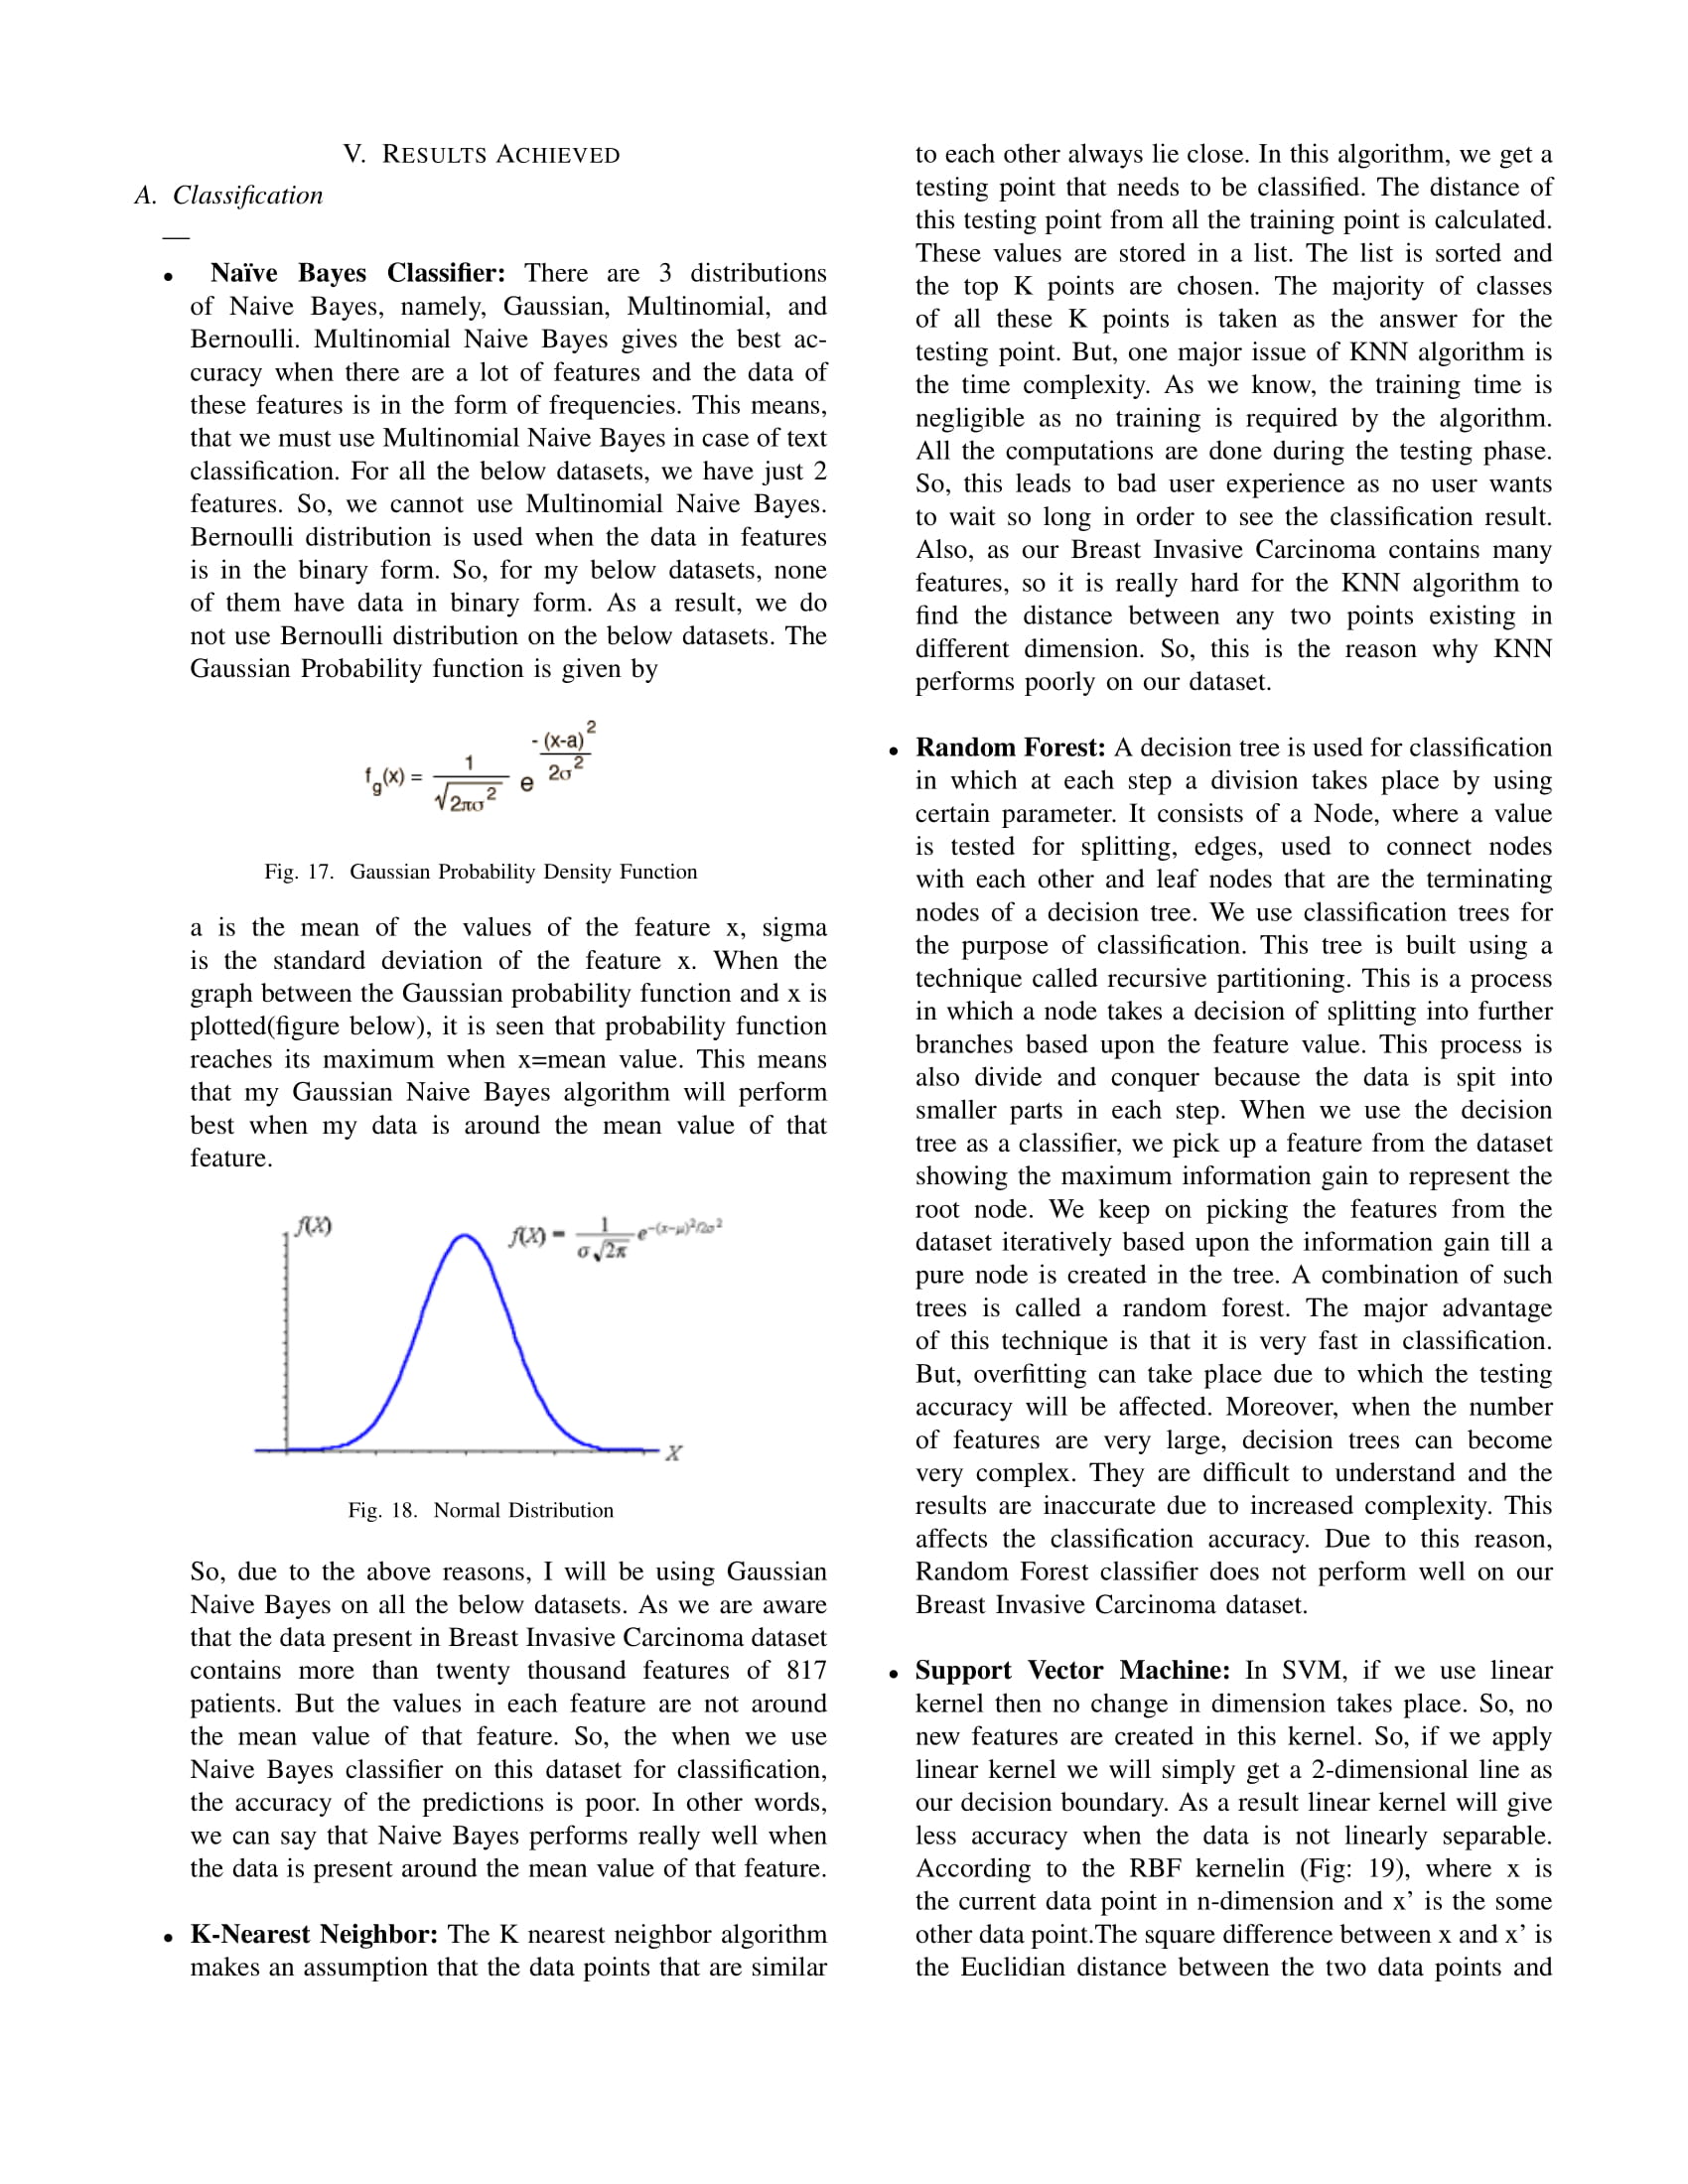 V. RESULTS ACHIEVED
A. Classification
—
• Naïve Bayes Classifier: There are 3 distributions
of Naive Bayes, namely, Gaussian, Multinomial, and
Bernoulli. Multinomial Naive Bayes gives the best ac-
curacy when there are a lot of features and the data of
these features is in the form of frequencies. This means,
that we must use Multinomial Naive Bayes in case of text
classification. For all the below datasets, we have just 2
features. So, we cannot use Multinomial Naive Bayes.
Bernoulli distribution is used when the data in features
is in the binary form. So, for my below datasets, none
of them have data in binary form. As a result, we do
not use Bernoulli distribution on the below datasets. The
Gaussian Probability function is given by
f_g(x) = 1/√(2πσ²) e^(-(x-a)²/2σ²)
Fig. 17. Gaussian Probability Density Function
a is the mean of the values of the feature x, sigma
is the standard deviation of the feature x. When the
graph between the Gaussian probability function and x is
plotted(figure below), it is seen that probability function
reaches its maximum when x=mean value. This means
that my Gaussian Naive Bayes algorithm will perform
best when my data is around the mean value of that
feature.
f(X)
f(X) = 1/(σ√2π) e^(-(x-μ)²/2σ²)
X
Fig. 18. Normal Distribution
So, due to the above reasons, I will be using Gaussian
Naive Bayes on all the below datasets. As we are aware
that the data present in Breast Invasive Carcinoma dataset
contains more than twenty thousand features of 817
patients. But the values in each feature are not around
the mean value of that feature. So, the when we use
Naive Bayes classifier on this dataset for classification,
the accuracy of the predictions is poor. In other words,
we can say that Naive Bayes performs really well when
the data is present around the mean value of that feature.
• K-Nearest Neighbor: The K nearest neighbor algorithm
makes an assumption that the data points that are similar
to each other always lie close. In this algorithm, we get a
testing point that needs to be classified. The distance of
this testing point from all the training point is calculated.
These values are stored in a list. The list is sorted and
the top K points are chosen. The majority of classes
of all these K points is taken as the answer for the
testing point. But, one major issue of KNN algorithm is
the time complexity. As we know, the training time is
negligible as no training is required by the algorithm.
All the computations are done during the testing phase.
So, this leads to bad user experience as no user wants
to wait so long in order to see the classification result.
Also, as our Breast Invasive Carcinoma contains many
features, so it is really hard for the KNN algorithm to
find the distance between any two points existing in
different dimension. So, this is the reason why KNN
performs poorly on our dataset.
• Random Forest: A decision tree is used for classification
in which at each step a division takes place by using
certain parameter. It consists of a Node, where a value
is tested for splitting, edges, used to connect nodes
with each other and leaf nodes that are the terminating
nodes of a decision tree. We use classification trees for
the purpose of classification. This tree is built using a
technique called recursive partitioning. This is a process
in which a node takes a decision of splitting into further
branches based upon the feature value. This process is
also divide and conquer because the data is spit into
smaller parts in each step. When we use the decision
tree as a classifier, we pick up a feature from the dataset
showing the maximum information gain to represent the
root node. We keep on picking the features from the
dataset iteratively based upon the information gain till a
pure node is created in the tree. A combination of such
trees is called a random forest. The major advantage
of this technique is that it is very fast in classification.
But, overfitting can take place due to which the testing
accuracy will be affected. Moreover, when the number
of features are very large, decision trees can become
very complex. They are difficult to understand and the
results are inaccurate due to increased complexity. This
affects the classification accuracy. Due to this reason,
Random Forest classifier does not perform well on our
Breast Invasive Carcinoma dataset.
• Support Vector Machine: In SVM, if we use linear
kernel then no change in dimension takes place. So, no
new features are created in this kernel. So, if we apply
linear kernel we will simply get a 2-dimensional line as
our decision boundary. As a result linear kernel will give
less accuracy when the data is not linearly separable.
According to the RBF kernelin (Fig: 19), where x is
the current data point in n-dimension and x’ is the some
other data point.The square difference between x and x’ is
the Euclidian distance between the two data points and